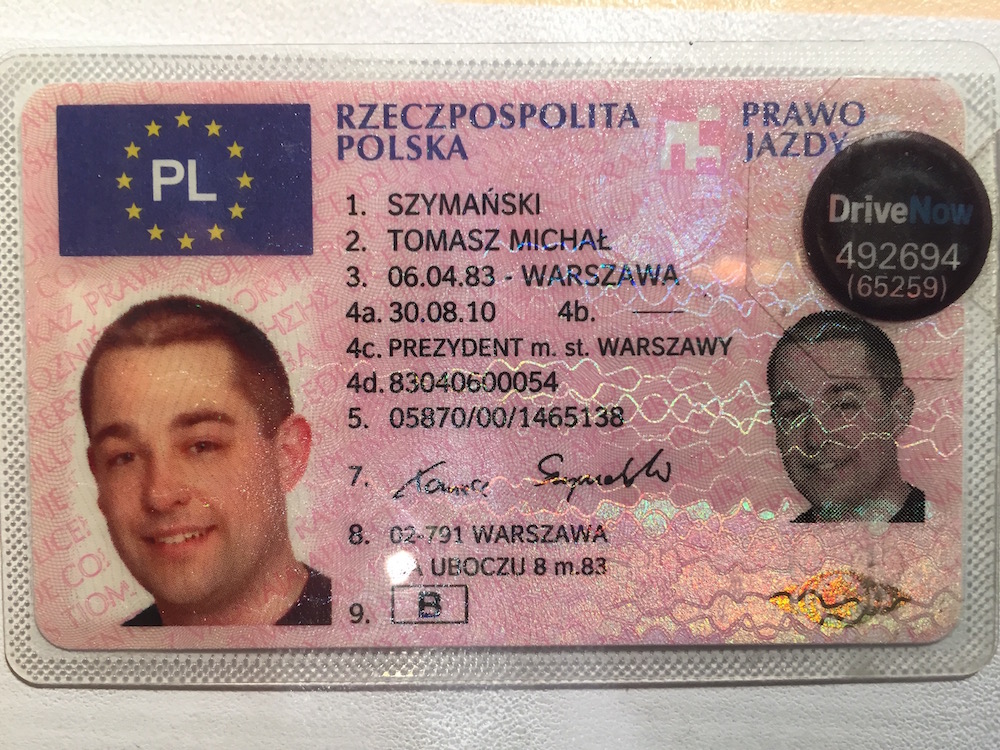 PL
RZECZPOSPOLITA
POLSKA
PRAWO
JAZDY
DriveNow
492694
(65259)
1. SZYMAŃSKI
2. TOMASZ MICHAŁ
3. 06.04.83 - WARSZAWA
4a. 30.08.10 4b. —
4c. PREZYDENT m. st. WARSZAWY
4d. 83040600054
5. 05870/00/1465138
7.
8. 02-791 WARSZAWA
UBOCZU 8 m.83
9. B